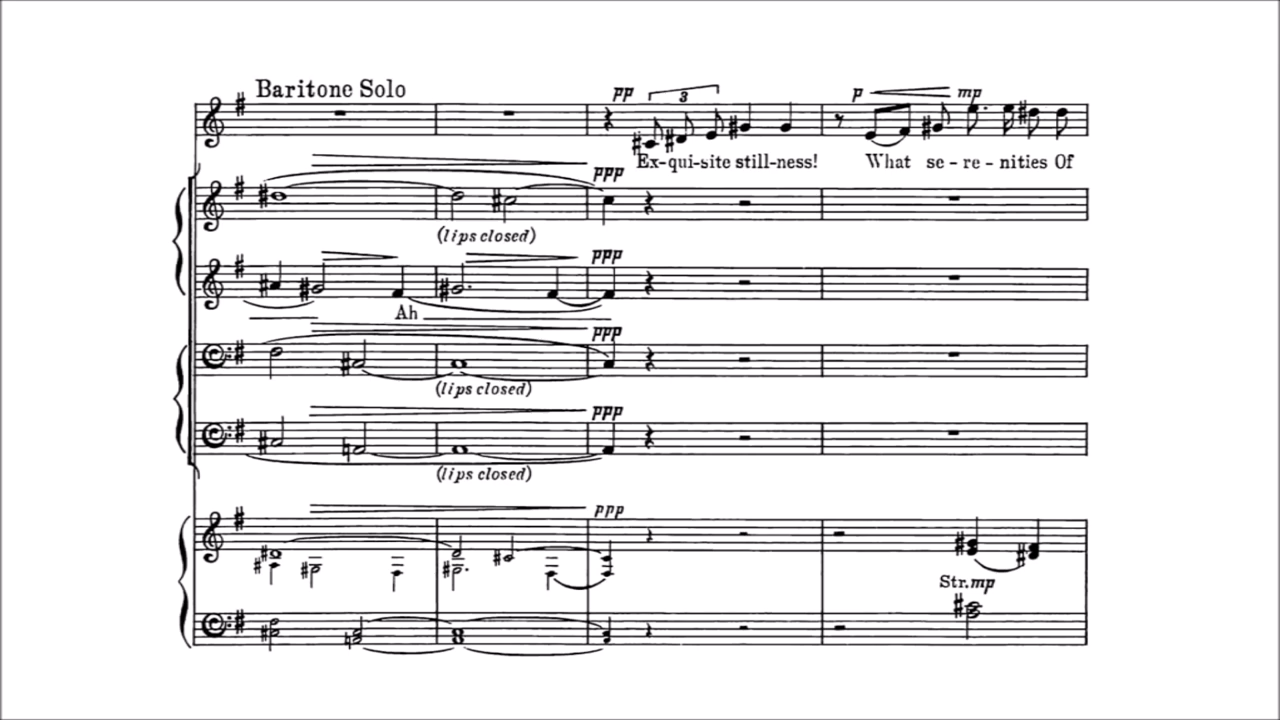 Baritone Solo
pp 3 p mp
Ex-qui-site still-ness! What se-re-nities Of
ppp
(lips closed)
ppp
Ah
ppp
(lips closed)
ppp
(lips closed)
ppp
Str. mp